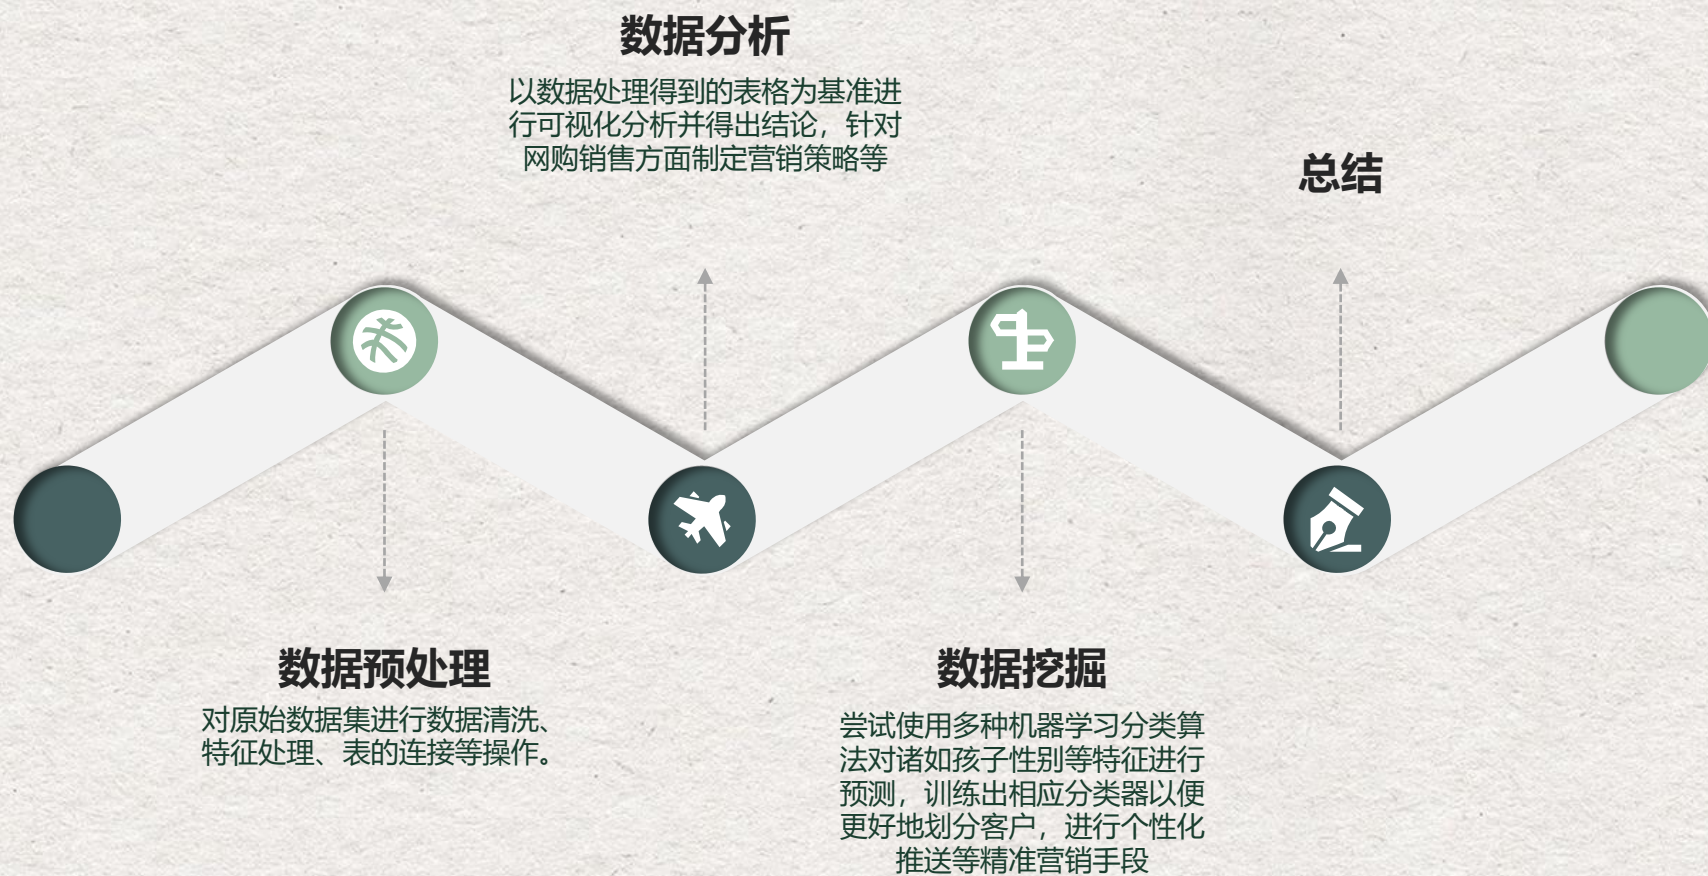 数据分析
以数据处理得到的表格为基准进
行可视化分析并得出结论，针对
网购销售方面制定营销策略等
总结
数据预处理
对原始数据集进行数据清洗、
特征处理、表的连接等操作。
数据挖掘
尝试使用多种机器学习分类算
法对诸如孩子性别等特征进行
预测，训练出相应分类器以便
更好地划分客户，进行个性化
推送等精准营销手段